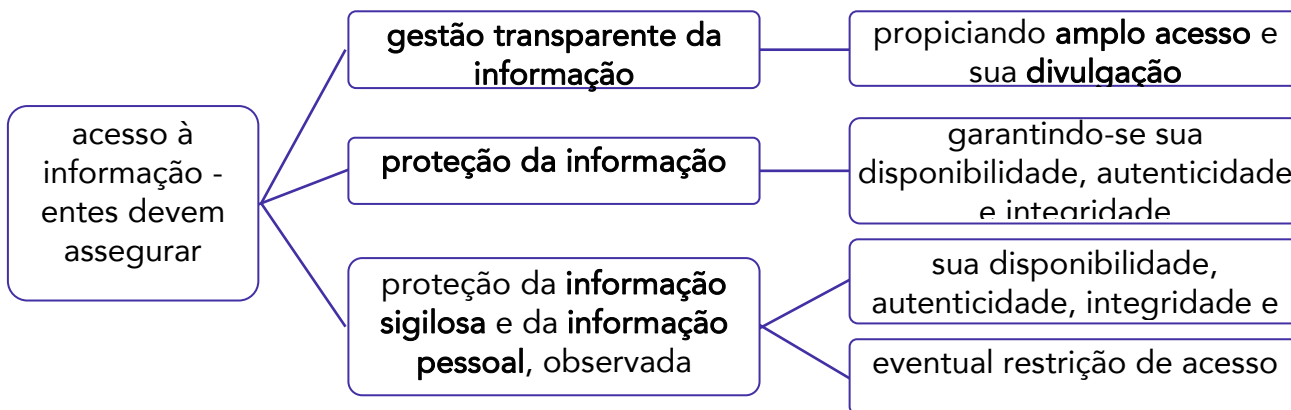 acesso à
informação -
entes devem
assegurar
gestão transparente da
informação
propiciando amplo acesso e
sua divulgação
proteção da informação
garantindo-se sua
disponibilidade, autenticidade
e integridade
proteção da informação
sigilosa e da informação
pessoal, observada
sua disponibilidade,
autenticidade, integridade e
eventual restrição de acesso